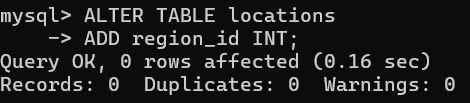 mysql> ALTER TABLE locations
    -> ADD region_id INT;
Query OK, 0 rows affected (0.16 sec)
Records: 0  Duplicates: 0  Warnings: 0